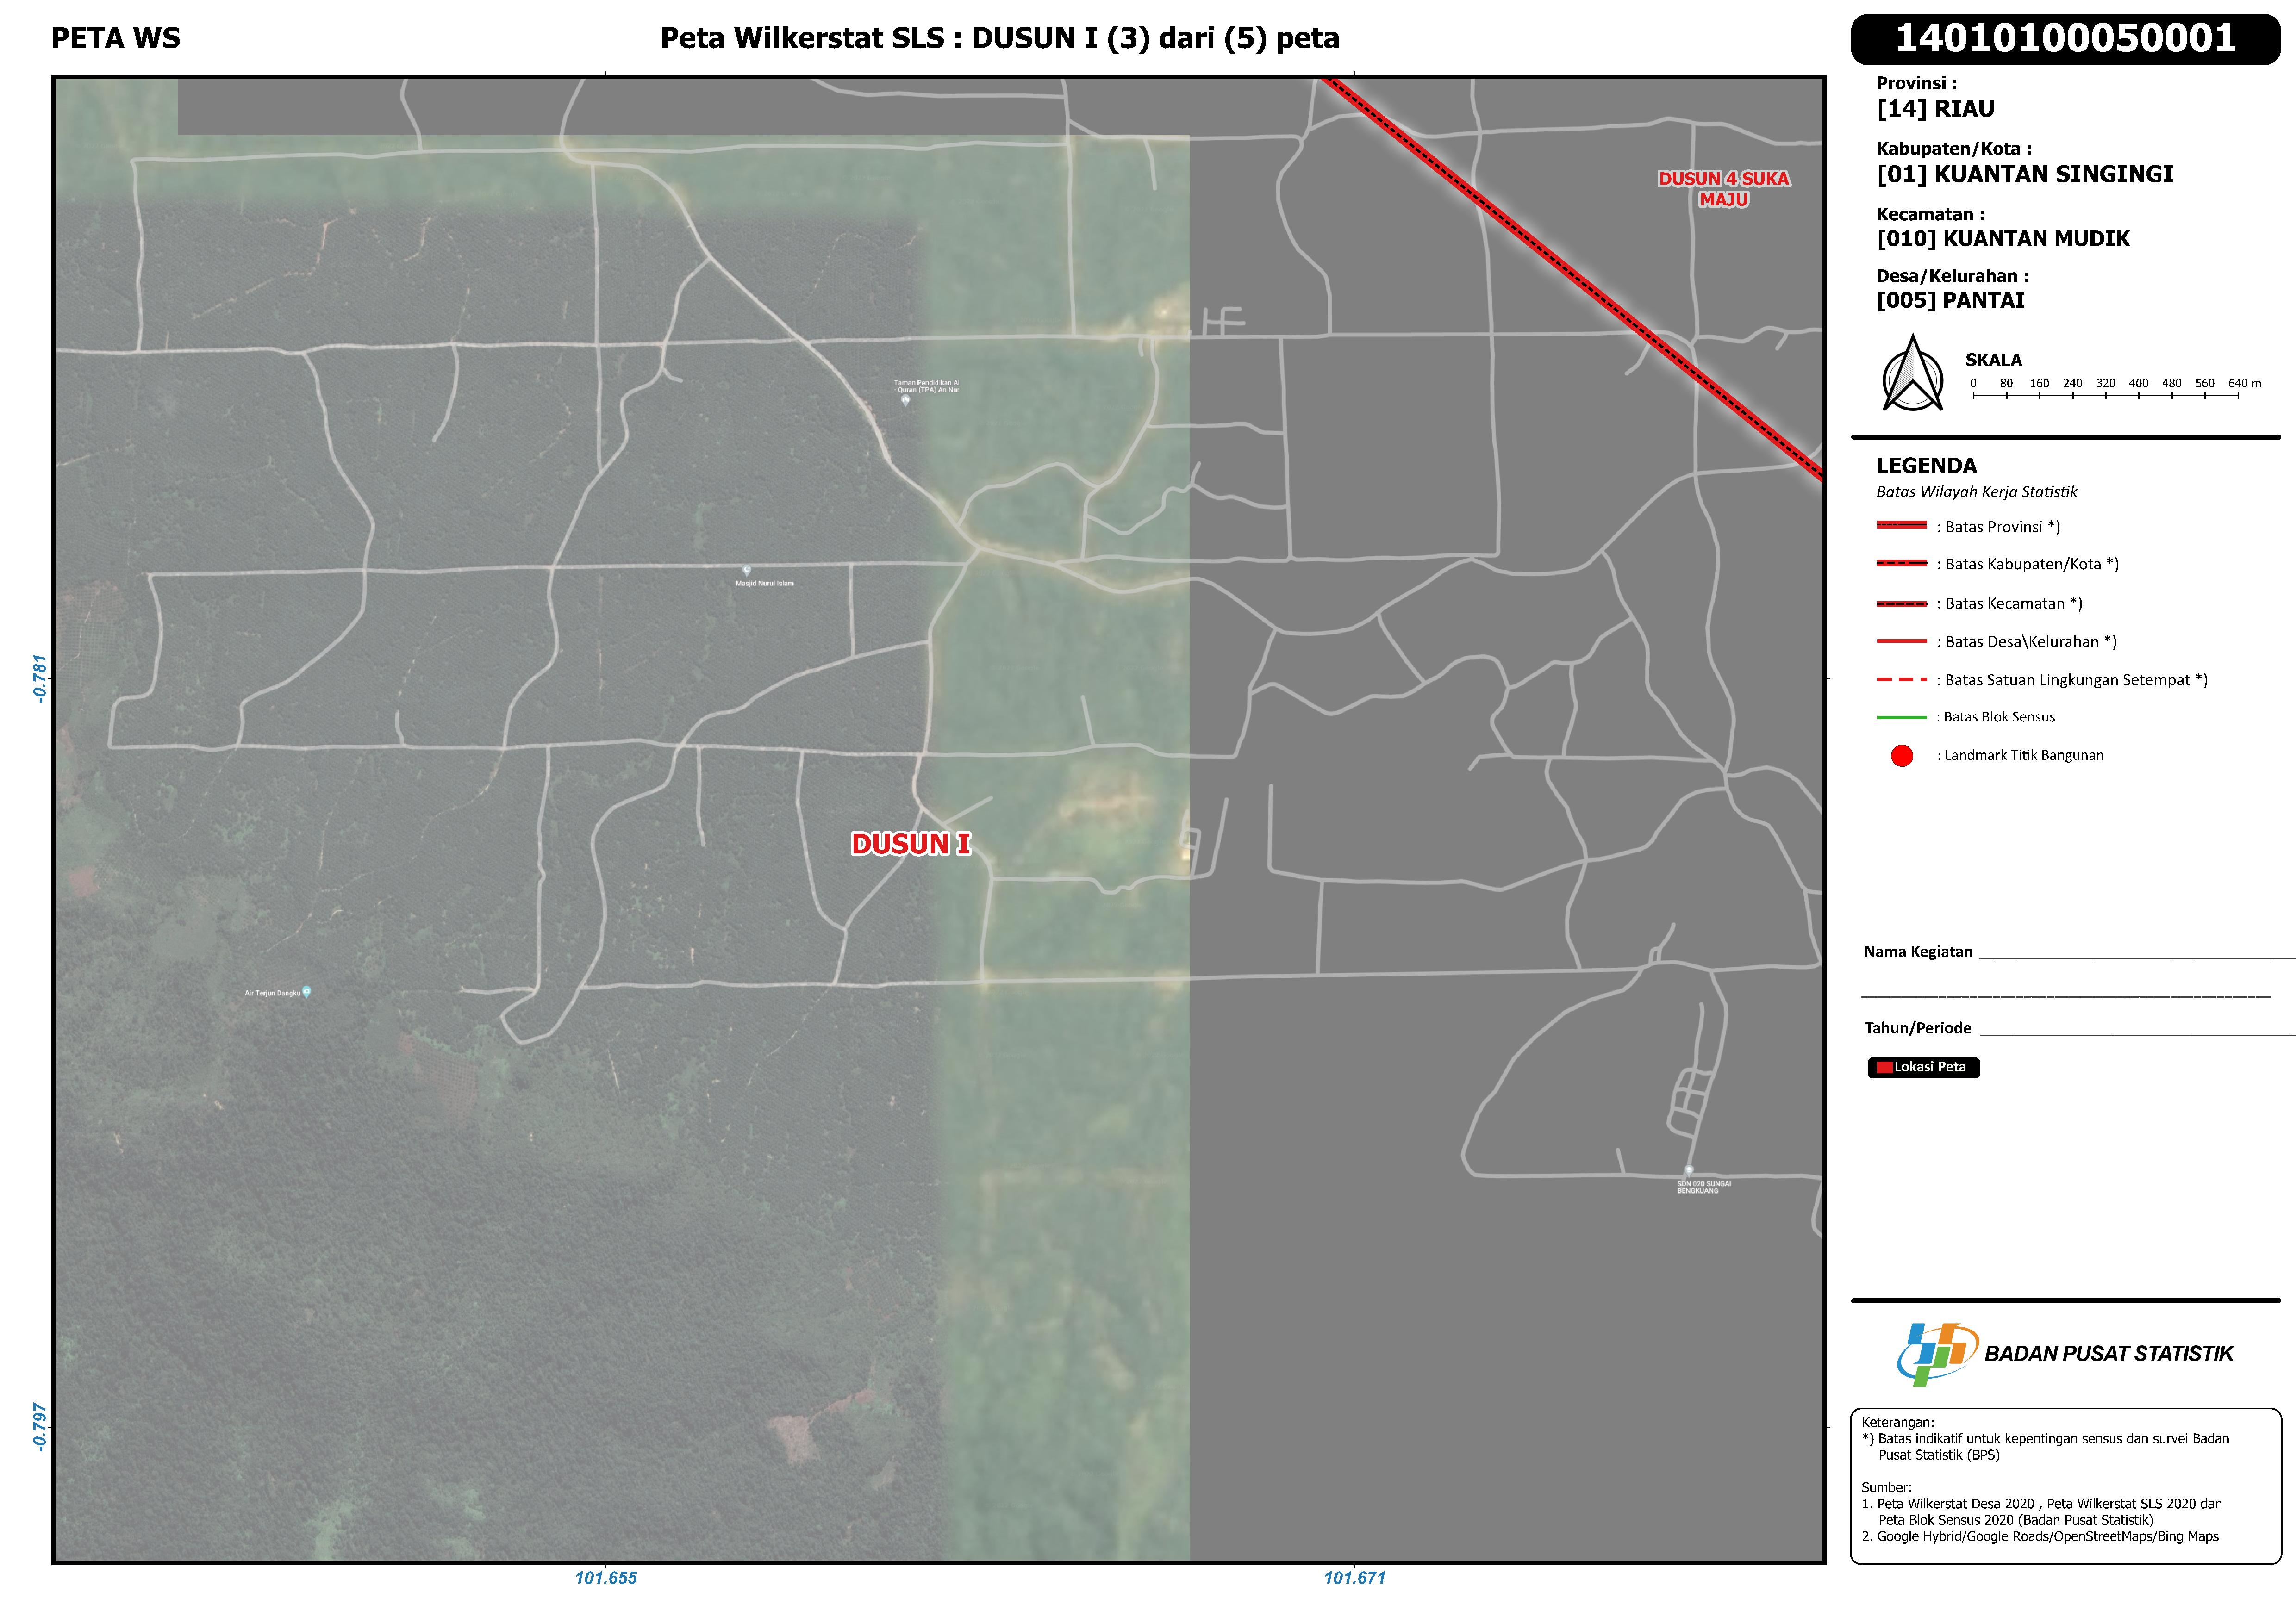 PETA WS
Peta Wilkerstat SLS : DUSUN I (3) dari (5) peta
14010100050001
Provinsi :
[14] RIAU
Kabupaten/Kota :
[01] KUANTAN SINGINGI
Kecamatan :
[010] KUANTAN MUDIK
Desa/Kelurahan :
[005] PANTAI
SKALA
0 80 160 240 320 400 480 560 640 m
LEGENDA
Batas Wilayah Kerja Statistik
: Batas Provinsi *)
: Batas Kabupaten/Kota *)
: Batas Kecamatan *)
: Batas Desa\Kelurahan *)
: Batas Satuan Lingkungan Setempat *)
: Batas Blok Sensus
: Landmark Titik Bangunan
Nama Kegiatan
Tahun/Periode
Lokasi Peta
BADAN PUSAT STATISTIK
Keterangan:
*) Batas indikatif untuk kepentingan sensus dan survei Badan
Pusat Statistik (BPS)
Sumber:
1. Peta Wilkerstat Desa 2020 , Peta Wilkerstat SLS 2020 dan
Peta Blok Sensus 2020 (Badan Pusat Statistik)
2. Google Hybrid/Google Roads/OpenStreetMaps/Bing Maps
DUSUN 4 SUKA
MAJU
Taman Pendidikan Al
- Quran (TPA) An Nur
Masjid Nurul Islam
DUSUN I
Air Terjun Dangku
SDN 020 SUNGAI
BENGKUANG
-0.781
-0.797
101.655
101.671